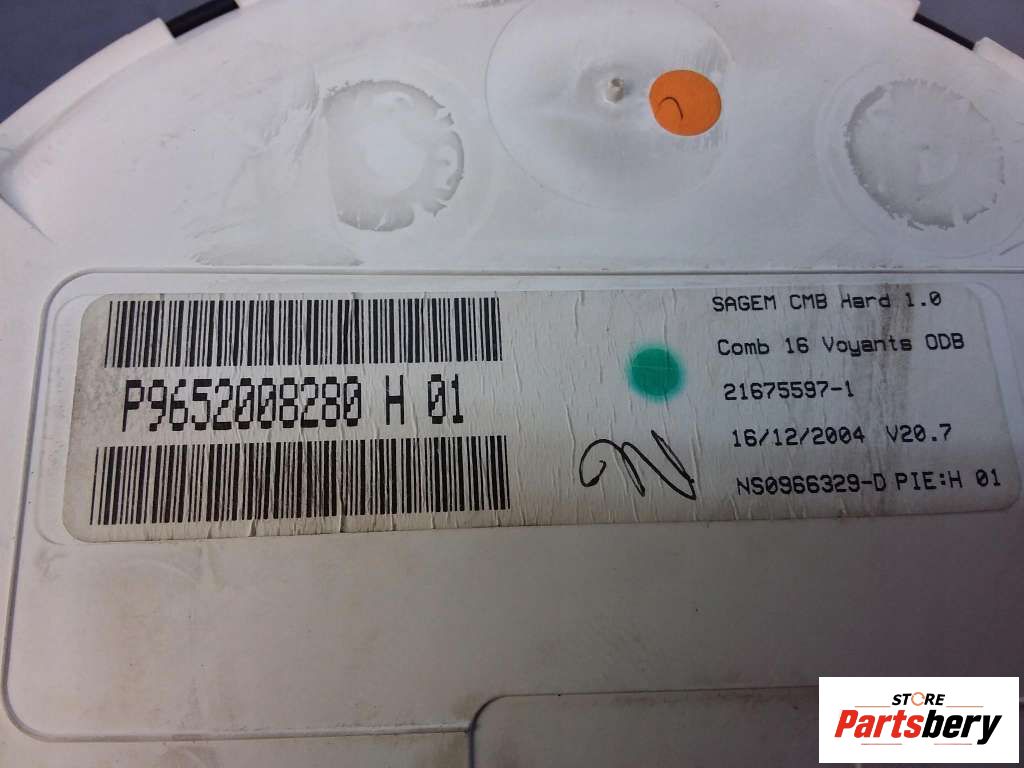 SAGEM CMB Hard 1.0
Comb 16 Voyants ODB
21675597-1
16/12/2004 V20.7
NS0966329-D PIE:H 01
P9652008280 H 01
STORE
Partsbery